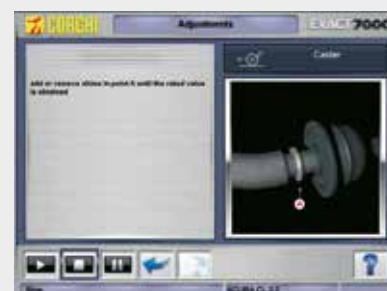 CORGHI
Adjustments
EXACT 7000
Caster
add or remove shims in point A until the rated value
is obtained
A